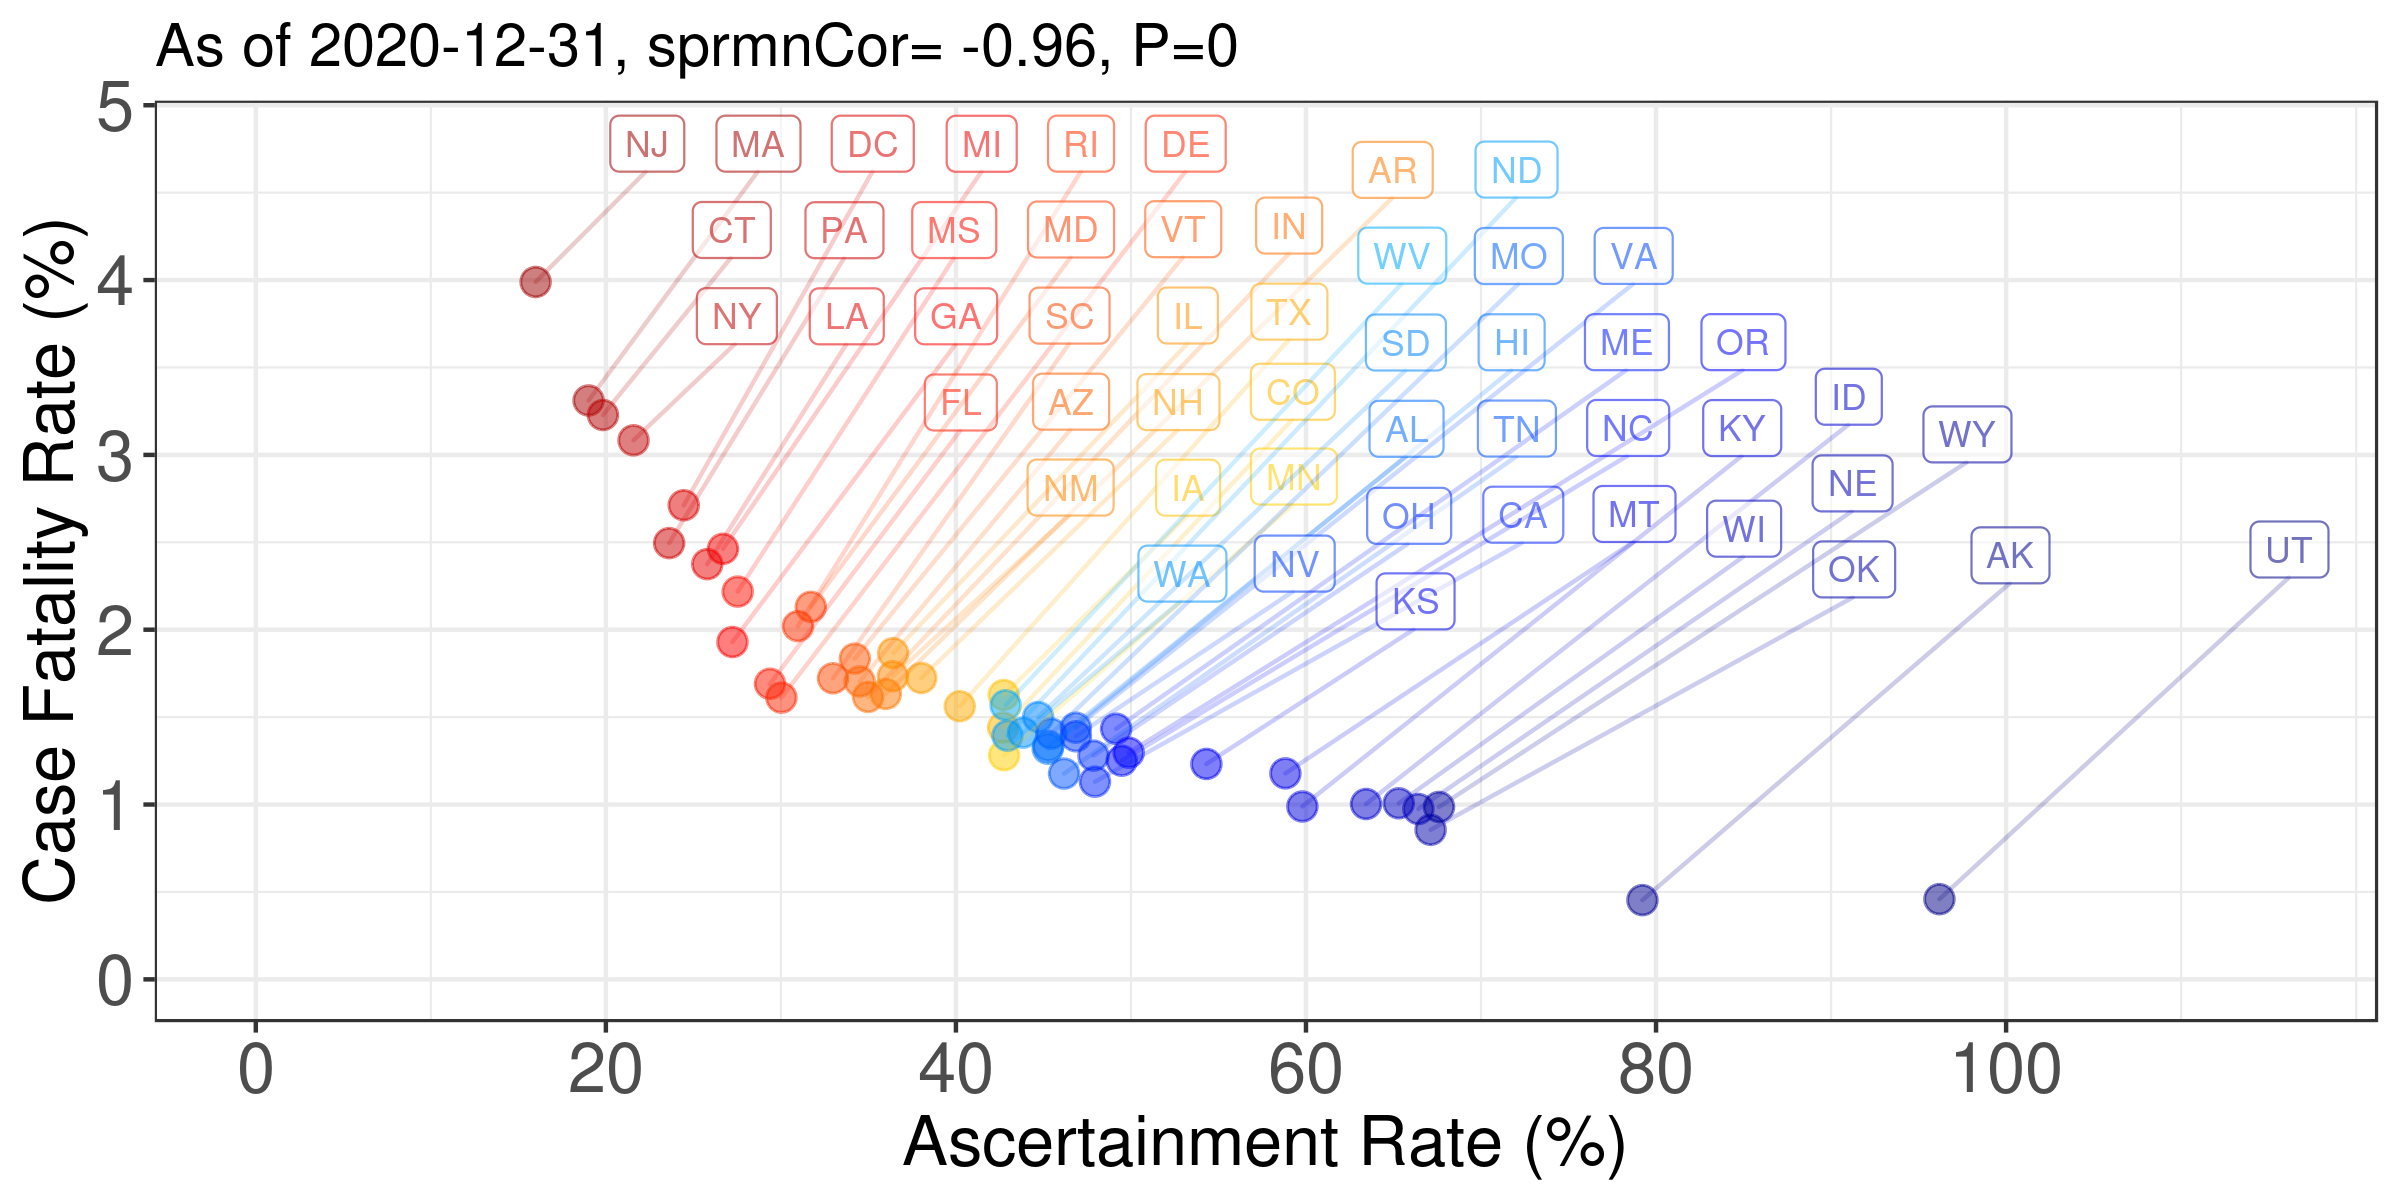 As of 2020-12-31, sprmnCor= -0.96, P=0
5
4
3
2
1
0
Case Fatality Rate (%)
NJ MA DC MI RI DE
AR ND
CT PA MS MD VT IN
WV MO VA
NY LA GA SC IL TX
SD HI ME OR
FL AZ NH CO
AL TN NC KY ID WY
NM IA MN
OH CA MT WI NE
WA NV KS OK AK UT
0 20 40 60 80 100
Ascertainment Rate (%)